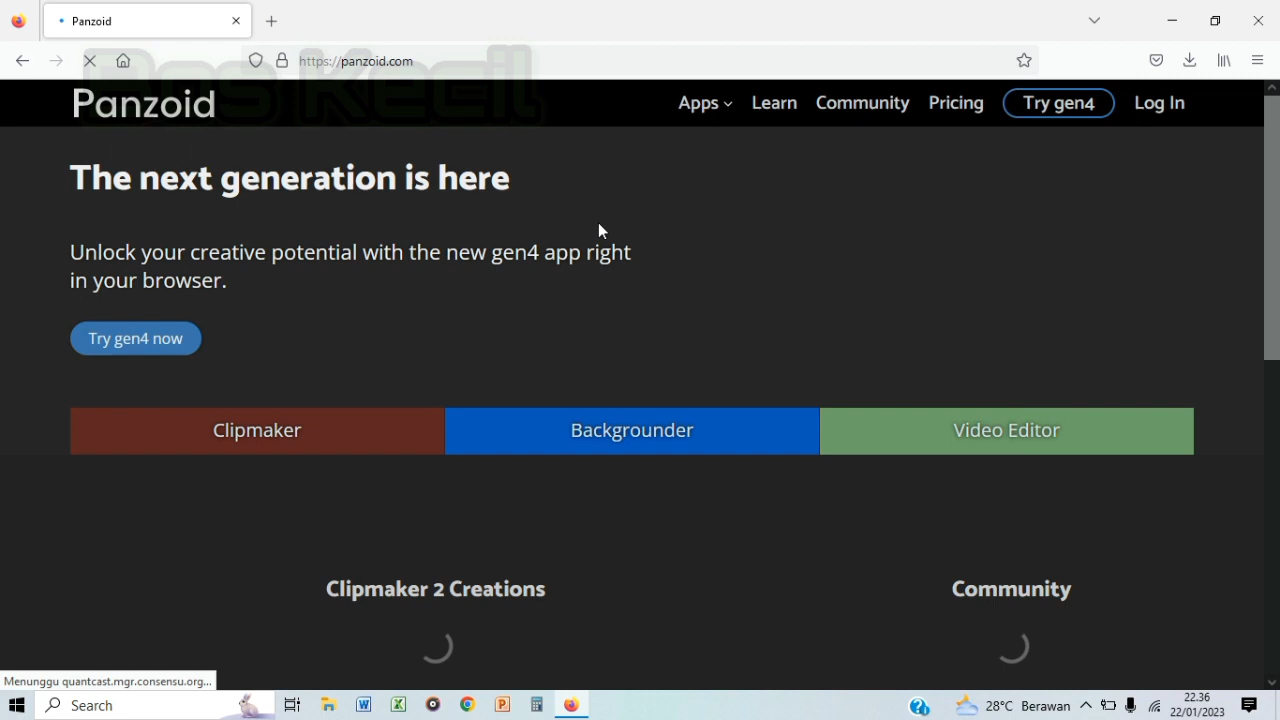 Panzoid
https://panzoid.com
Bos Kecil
Panzoid
Apps
Learn
Community
Pricing
Try gen4
Log In
The next generation is here
Unlock your creative potential with the new gen4 app right
in your browser.
Try gen4 now
Clipmaker
Backgrounder
Video Editor
Clipmaker 2 Creations
Community
Menunggu quantcast.mgr.consensu.org...
Search
28°C Berawan
22.36
22/01/2023